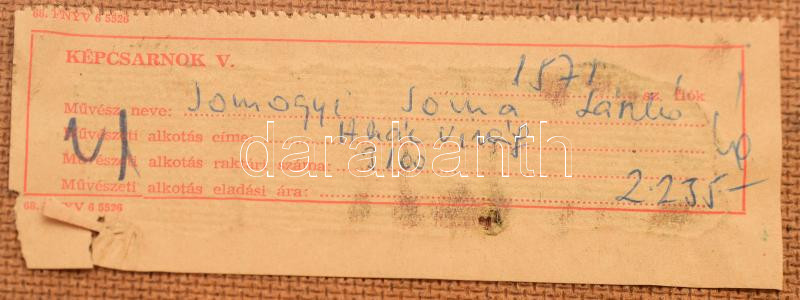 68. FNYV 6 5526
KÉPCSARNOK V.
1571 sz. fiók
Művész neve: Somogyi Soma László
Művészeti alkotás címe:
Művészeti alkotás raktári száma: 3160
Művészeti alkotás eladási ára: 2.235-
68. FNYV 6 5526
darabanth